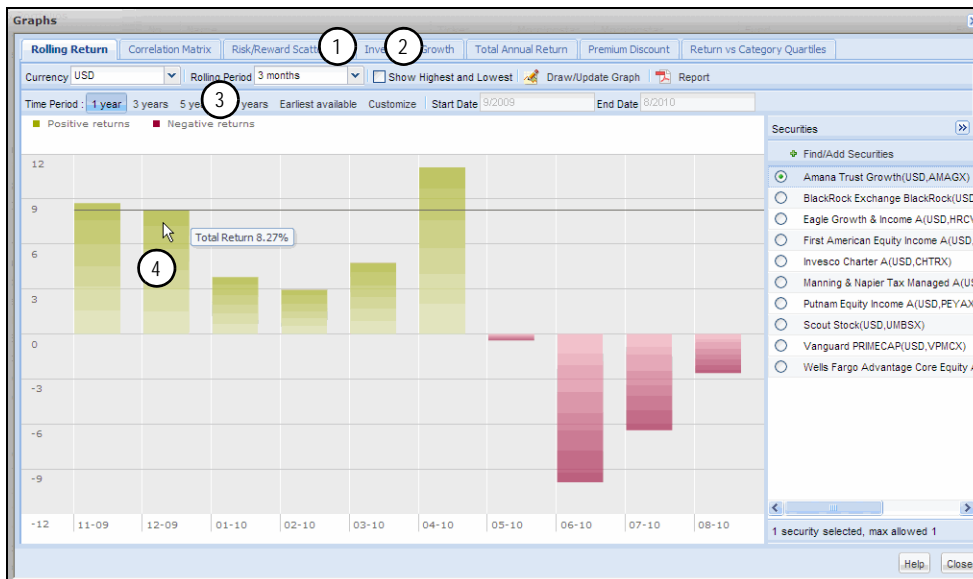 Graphs
Rolling Return Correlation Matrix Risk/Reward Scatt 1 Inve 2 Growth Total Annual Return Premium Discount Return vs Category Quartiles
Currency USD Rolling Period 3 months Show Highest and Lowest Draw/Update Graph Report
Time Period : 1 year 3 years 5 ye 3 years Earliest available Customize Start Date 9/2009 End Date 8/2010
Positive returns Negative returns
Securities
Find/Add Securities
Amana Trust Growth(USD,AMAGX)
BlackRock Exchange BlackRock(USD
Eagle Growth & Income A(USD,HRCV
First American Equity Income A(USD,
Invesco Charter A(USD,CHTRX)
Manning & Napier Tax Managed A(US
Putnam Equity Income A(USD,PEYAX
Scout Stock(USD,UMBSX)
Vanguard PRIMECAP(USD,VPMCX)
Wells Fargo Advantage Core Equity A
12
9
Total Return 8.27%
4
6
3
0
-3
-6
-9
-12 11-09 12-09 01-10 02-10 03-10 04-10 05-10 06-10 07-10 08-10
1 security selected, max allowed 1
Help Close